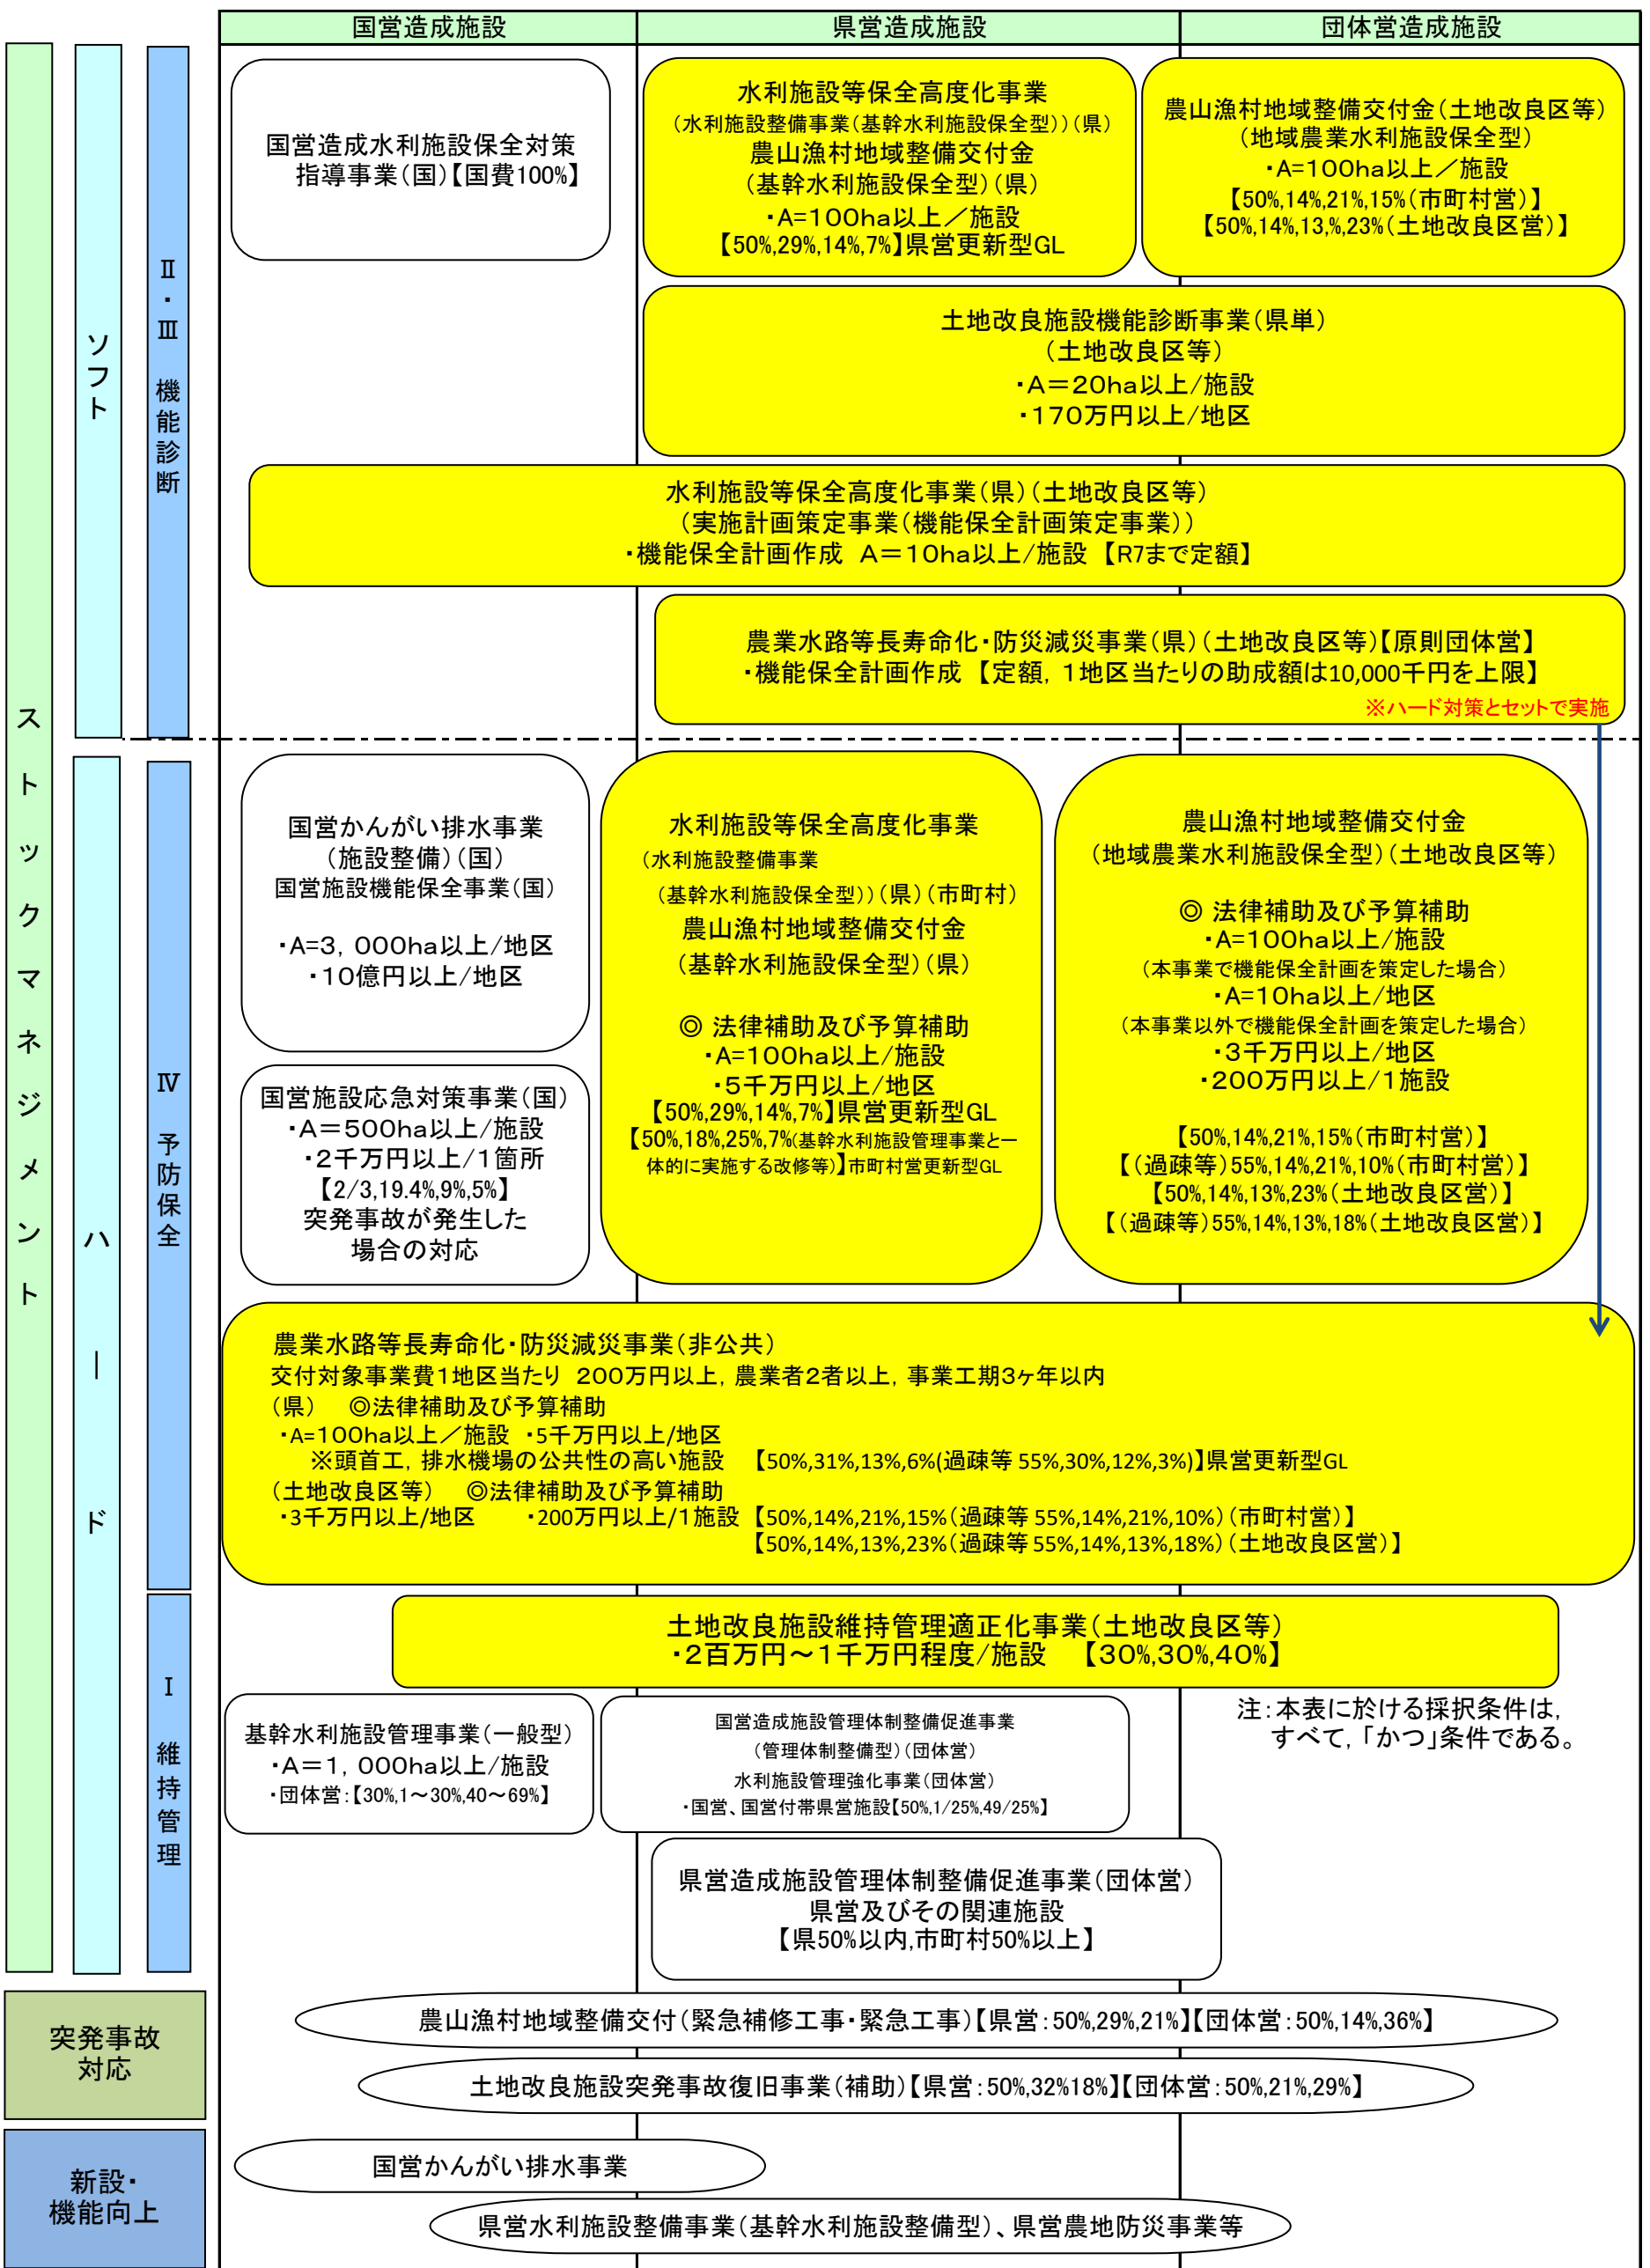 国営造成施設
県営造成施設
団体営造成施設
ストックマネジメント
ソフト
Ⅱ・Ⅲ 機能診断
国営造成水利施設保全対策
指導事業(国)【国費100%】
水利施設等保全高度化事業
(水利施設整備事業(基幹水利施設保全型))(県)
農山漁村地域整備交付金
(基幹水利施設保全型)(県)
・A=100ha以上／施設
【50%,29%,14%,7%】県営更新型GL
農山漁村地域整備交付金(土地改良区等)
(地域農業水利施設保全型)
・A=100ha以上／施設
【50%,14%,21%,15%(市町村営)】
【50%,14%,13,%,23%(土地改良区営)】
土地改良施設機能診断事業(県単)
(土地改良区等)
・A＝20ha以上/施設
・170万円以上/地区
水利施設等保全高度化事業(県)(土地改良区等)
(実施計画策定事業(機能保全計画策定事業))
・機能保全計画作成 A＝10ha以上/施設 【R7まで定額】
農業水路等長寿命化・防災減災事業(県)(土地改良区等)【原則団体営】
・機能保全計画作成 【定額，1地区当たりの助成額は10,000千円を上限】
※ハード対策とセットで実施
ハード
Ⅳ 予防保全
国営かんがい排水事業
(施設整備)(国)
国営施設機能保全事業(国)
・A=3，000ha以上/地区
・10億円以上/地区
国営施設応急対策事業(国)
・A＝500ha以上/施設
・2千万円以上/1箇所
【2/3,19.4%,9%,5%】
突発事故が発生した
場合の対応
水利施設等保全高度化事業
(水利施設整備事業
(基幹水利施設保全型))(県)(市町村)
農山漁村地域整備交付金
(基幹水利施設保全型)(県)
◎ 法律補助及び予算補助
・A=100ha以上/施設
・5千万円以上/地区
【50%,29%,14%,7%】県営更新型GL
【50%,18%,25%,7%(基幹水利施設管理事業と一
体的に実施する改修等)】市町村営更新型GL
農山漁村地域整備交付金
(地域農業水利施設保全型)(土地改良区等)
◎ 法律補助及び予算補助
・A=100ha以上/施設
(本事業で機能保全計画を策定した場合)
・A=10ha以上/地区
(本事業以外で機能保全計画を策定した場合)
・3千万円以上/地区
・200万円以上/1施設
【50%,14%,21%,15%(市町村営)】
【(過疎等)55%,14%,21%,10%(市町村営)】
【50%,14%,13%,23%(土地改良区営)】
【(過疎等)55%,14%,13%,18%(土地改良区営)】
農業水路等長寿命化・防災減災事業(非公共)
交付対象事業費1地区当たり 200万円以上，農業者2者以上，事業工期3ヶ年以内
(県) ◎法律補助及び予算補助
・A=100ha以上／施設 ・5千万円以上/地区
※頭首工，排水機場の公共性の高い施設 【50%,31%,13%,6%(過疎等 55%,30%,12%,3%)】県営更新型GL
(土地改良区等) ◎法律補助及び予算補助
・3千万円以上/地区 ・200万円以上/1施設 【50%,14%,21%,15%(過疎等 55%,14%,21%,10%)(市町村営)】
【50%,14%,13%,23%(過疎等 55%,14%,13%,18%)(土地改良区営)】
Ⅰ 維持管理
土地改良施設維持管理適正化事業(土地改良区等)
・2百万円～1千万円程度/施設 【30%,30%,40%】
基幹水利施設管理事業(一般型)
・A＝1，000ha以上/施設
・団体営：【30%,1～30%,40～69%】
国営造成施設管理体制整備促進事業
(管理体制整備型)(団体営)
水利施設管理強化事業(団体営)
・国営、国営付帯県営施設【50%,1/25%,49/25%】
注：本表に於ける採択条件は，
すべて，「かつ」条件である。
県営造成施設管理体制整備促進事業(団体営)
県営及びその関連施設
【県50%以内,市町村50%以上】
突発事故
対応
農山漁村地域整備交付(緊急補修工事・緊急工事)【県営：50%,29%,21%】【団体営：50%,14%,36%】
土地改良施設突発事故復旧事業(補助)【県営：50%,32%18%】【団体営：50%,21%,29%】
新設・
機能向上
国営かんがい排水事業
県営水利施設整備事業(基幹水利施設整備型)、県営農地防災事業等